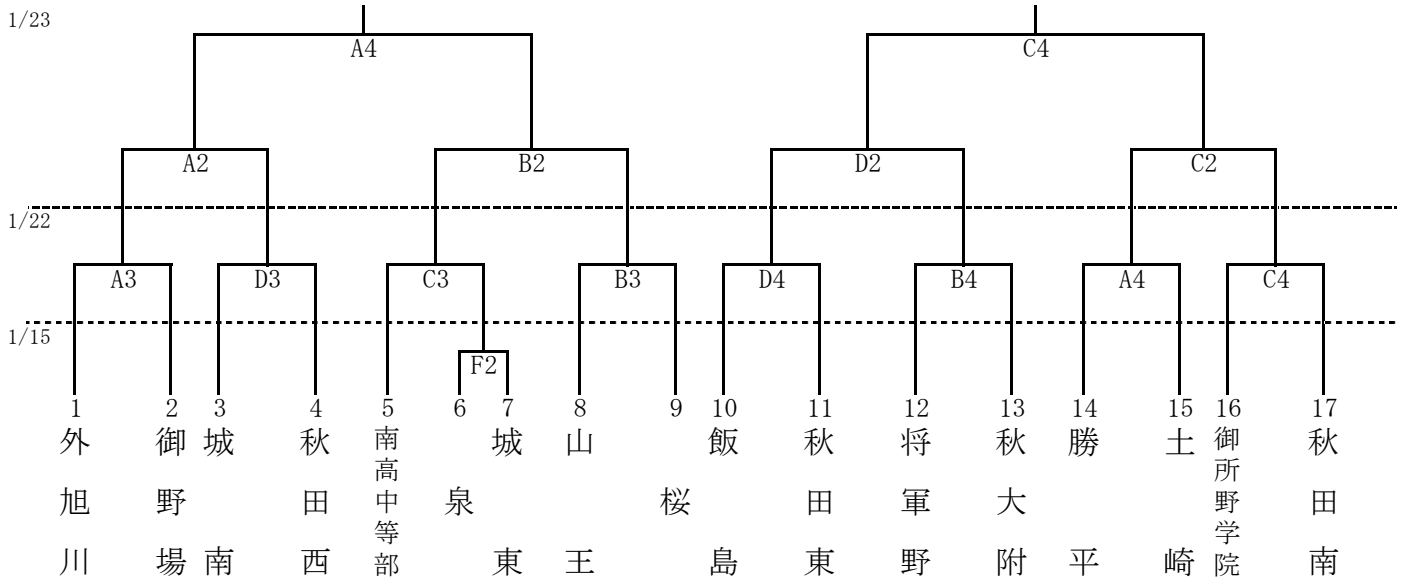 1/23
A4
C4
A2
B2
D2
C2
1/22
A3
D3
C3
B3
D4
B4
A4
C4
1/15
F2
1
2
3
4
5
6
7
8
9
10
11
12
13
14
15
16
17
外旭川
御野場
城南
秋田西
南高中等部
泉
城東
山王
桜
飯島
秋田東
将軍野
秋大附
勝平
土崎
御所野学院
秋田南